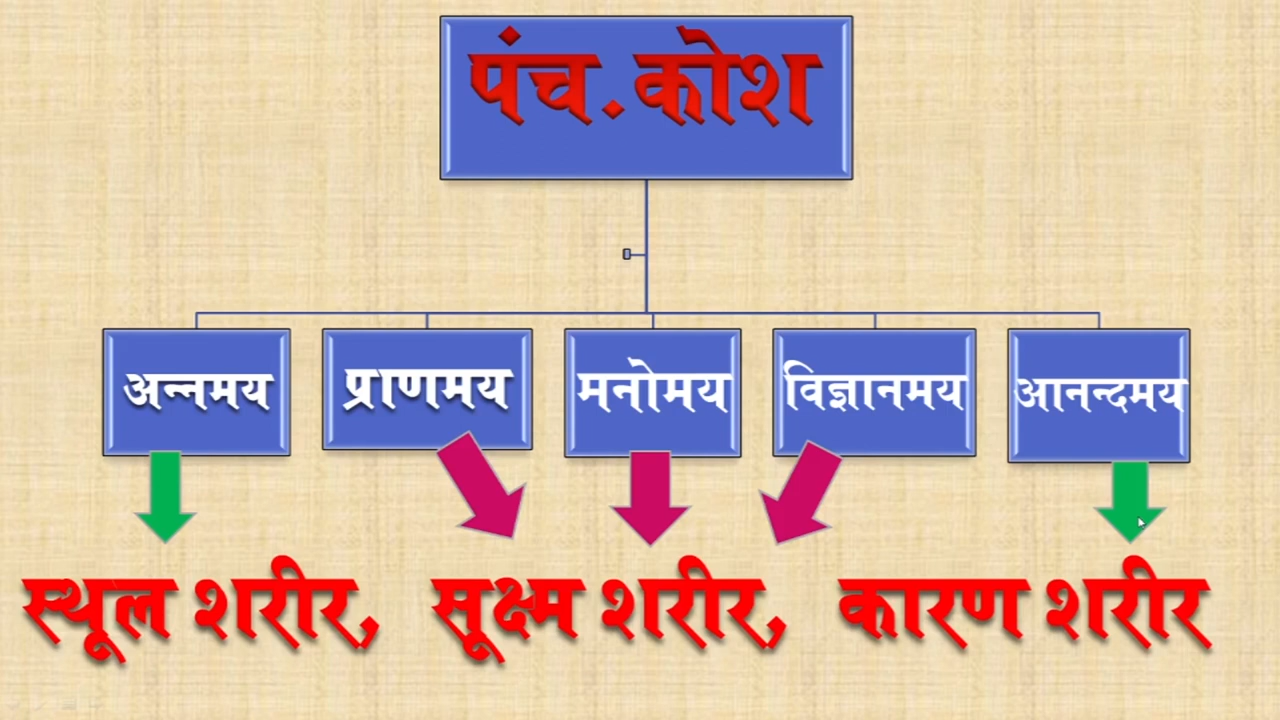 पंच.कोश
अन्नमय प्राणमय मनोमय विज्ञानमय आनन्दमय
स्थूल शरीर, सूक्ष्म शरीर, कारण शरीर